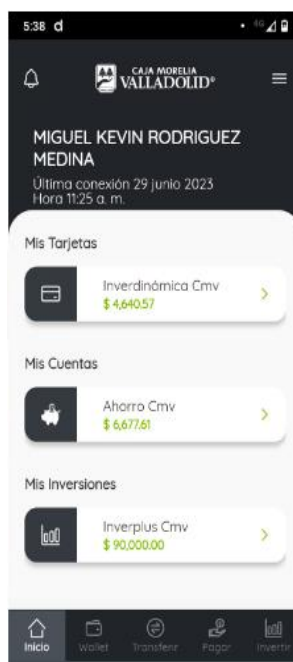 5:38 d
4G
CAJA MORELIA
VALLADOLID®
MIGUEL KEVIN RODRIGUEZ
MEDINA
Última conexión 29 junio 2023
Hora 11:25 a. m.
Mis Tarjetas
Inverdinámica Cmv
$ 4,640.57
Mis Cuentas
Ahorro Cmv
$ 6,677.61
Mis Inversiones
Inverplus Cmv
$ 90,000.00
Inicio Wallet Transferir Pagar Invertir